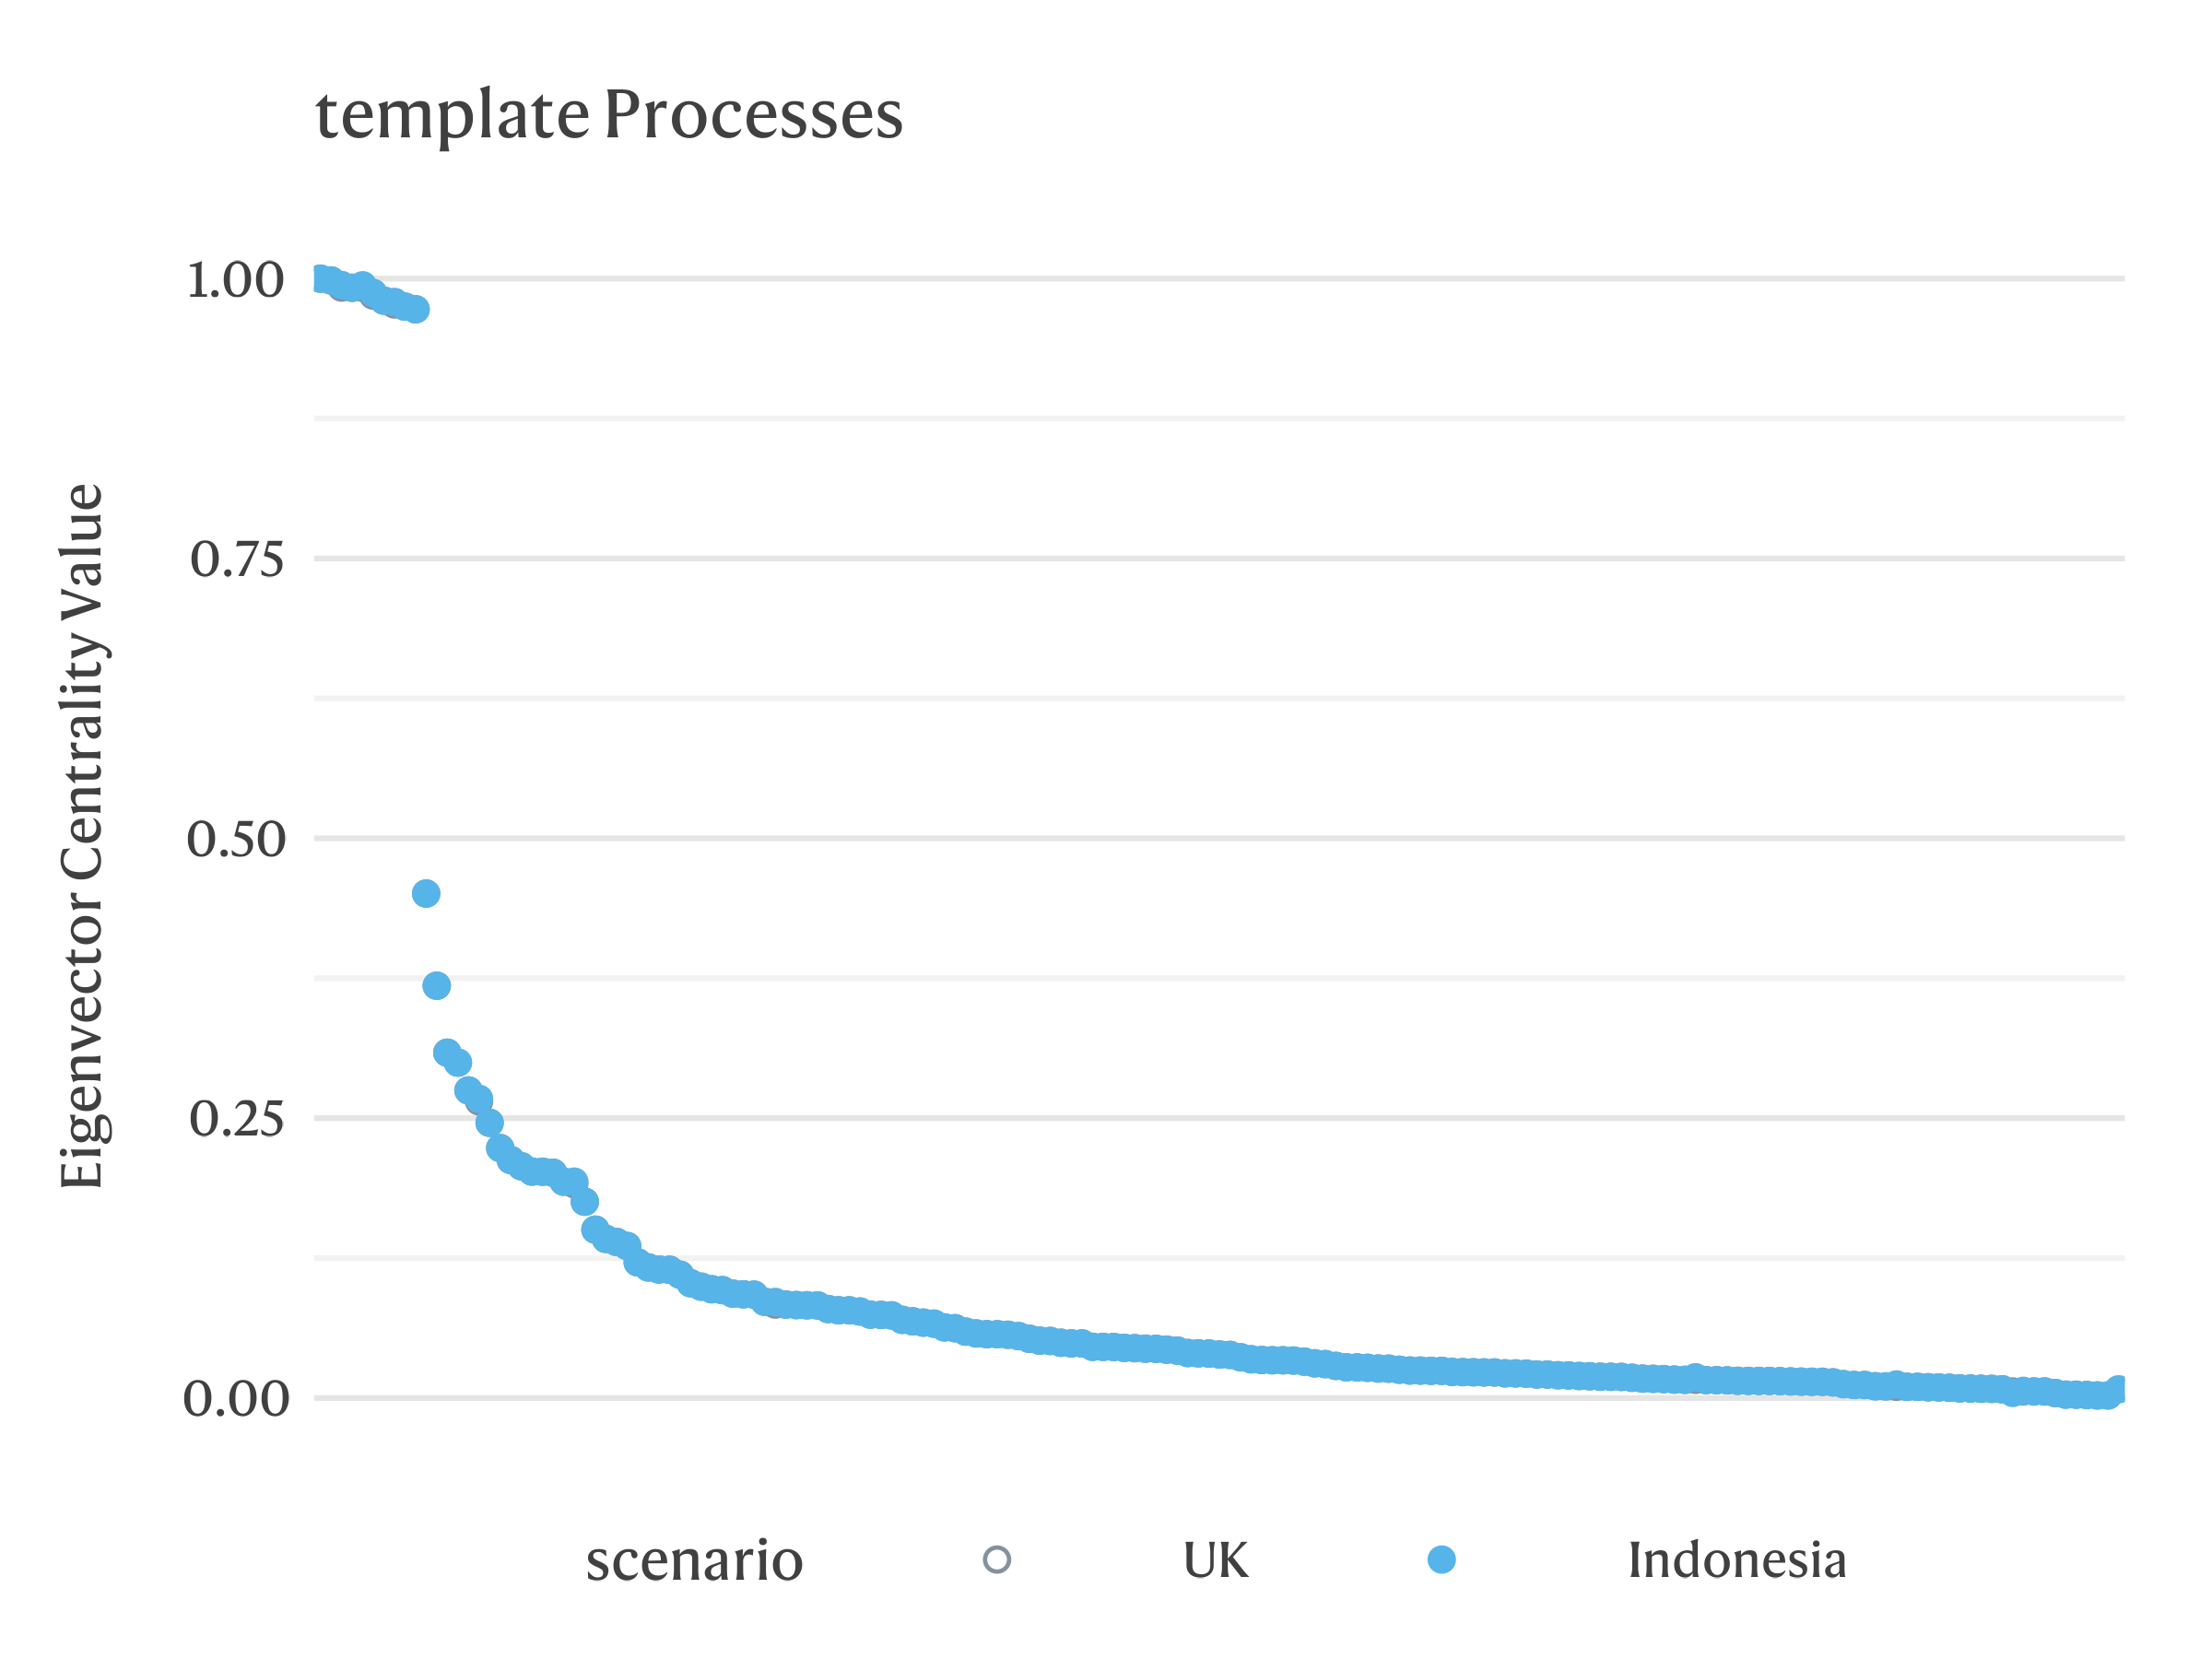 template Processes
Eigenvector Centrality Value
1.00
0.75
0.50
0.25
0.00
scenario UK Indonesia